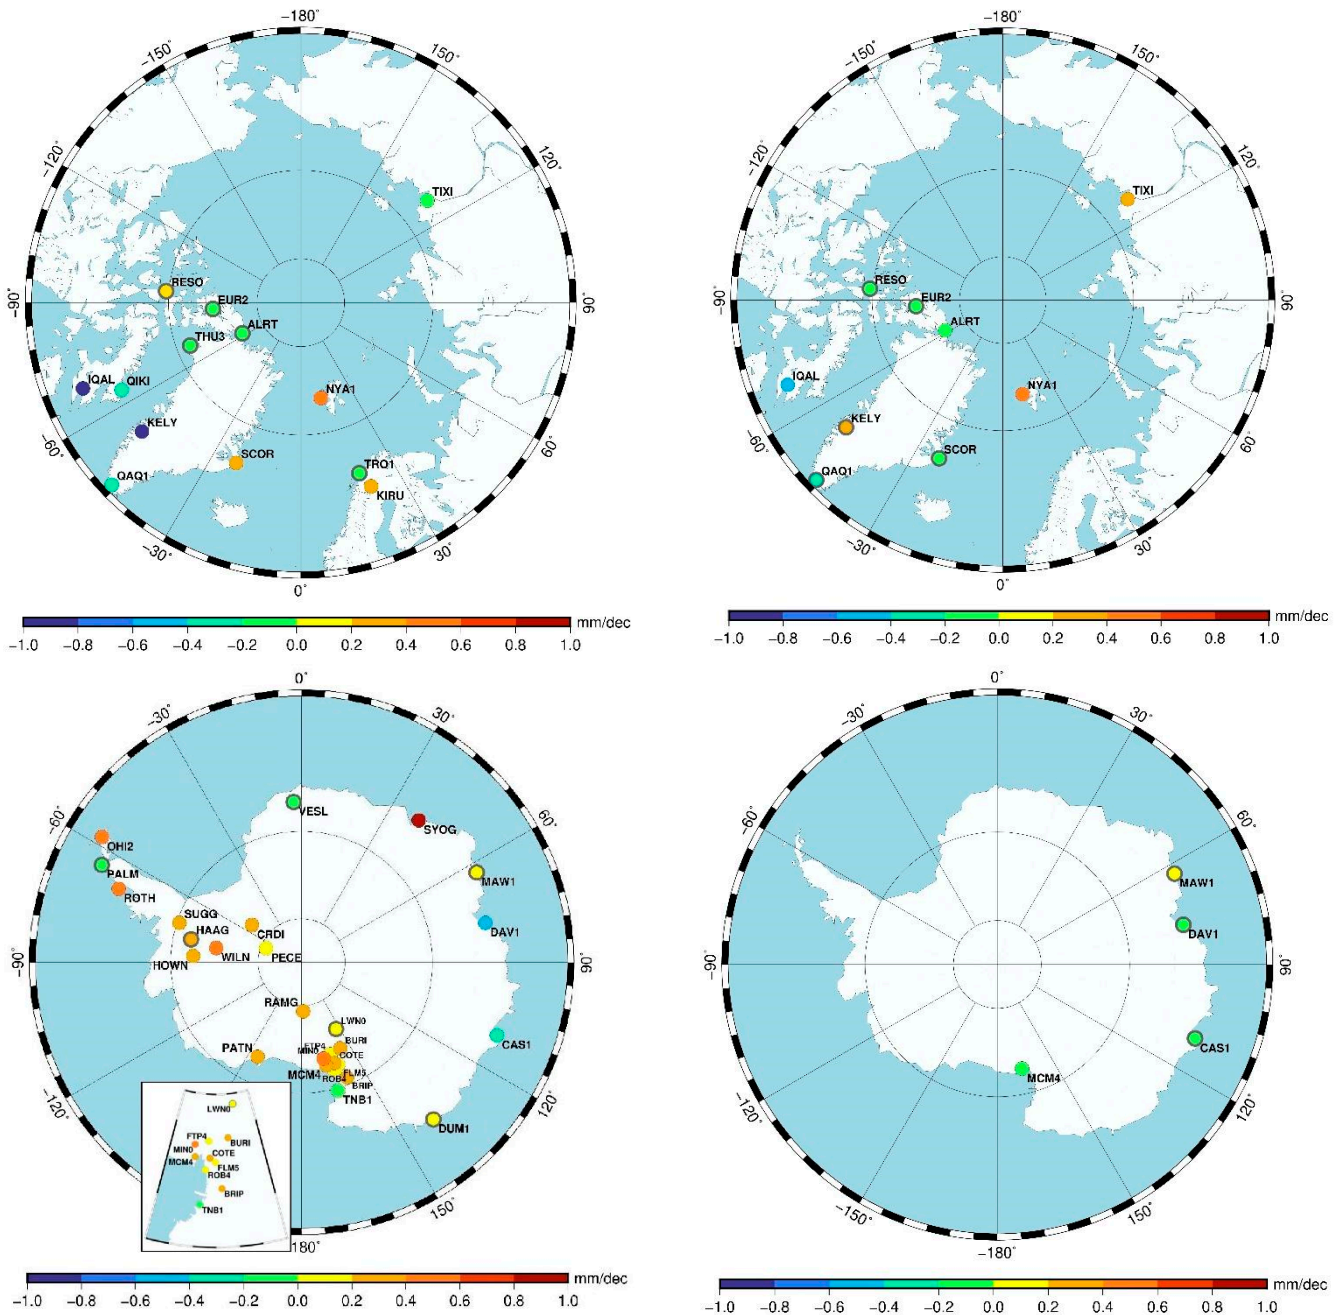 −180°
−150°
150°
−120°
120°
TIXI
RESO
EUR2
−90°
90°
ALRT
THU3
IQAL
QIKI
NYA1
KELY
−60°
60°
SCOR
TRO1
QAQ1
KIRU
−30°
30°
0°
mm/dec
−1.0 −0.8 −0.6 −0.4 −0.2 0.0 0.2 0.4 0.6 0.8 1.0
−180°
−150°
150°
−120°
120°
TIXI
RESO
EUR2
−90°
90°
ALRT
IQAL
NYA1
KELY
−60°
60°
SCOR
QAQ1
−30°
30°
0°
mm/dec
−1.0 −0.8 −0.6 −0.4 −0.2 0.0 0.2 0.4 0.6 0.8 1.0
0°
−30°
30°
VESL
SYOG
−60°
60°
OHI2
PALM
MAW1
ROTH
SUGG
HAAG
CRDI
DAV1
HOWN
WILN
PECE
−90°
90°
RAMG
LWN0
PATN
FTP4
BURI
MIN0
COTE
CAS1
MCM4
ROB4
FLM5
BRIP
TNB1
−120°
120°
DUM1
LWN0
FTP4
BURI
MIN0
COTE
MCM4
FLM5
ROB4
BRIP
TNB1
150°
180°
mm/dec
−1.0 −0.8 −0.6 −0.4 −0.2 0.0 0.2 0.4 0.6 0.8 1.0
0°
−30°
30°
−60°
60°
MAW1
DAV1
−90°
90°
CAS1
MCM4
−120°
120°
−150°
150°
−180°
mm/dec
−1.0 −0.8 −0.6 −0.4 −0.2 0.0 0.2 0.4 0.6 0.8 1.0